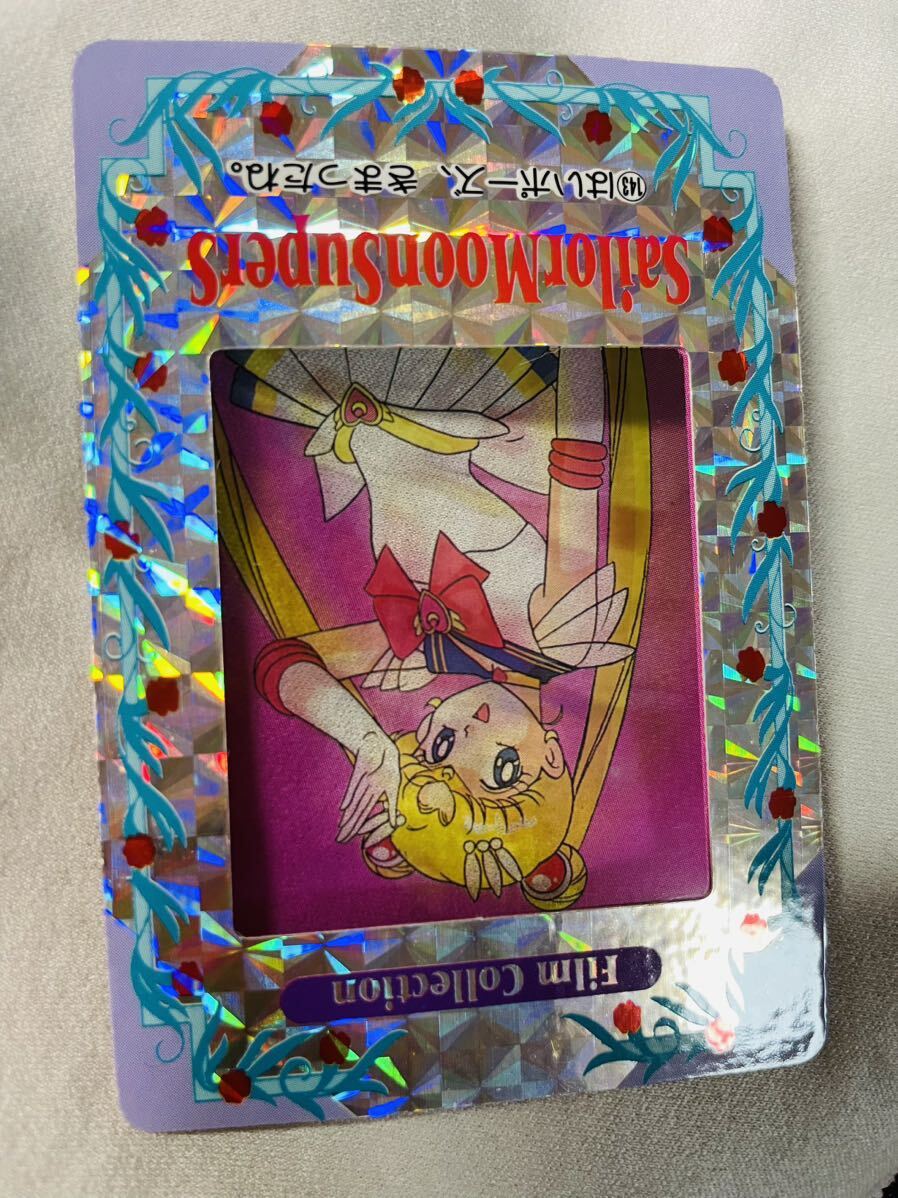 Film Collection
SailorMoonSuperS
143はいポーズ、きまったね。